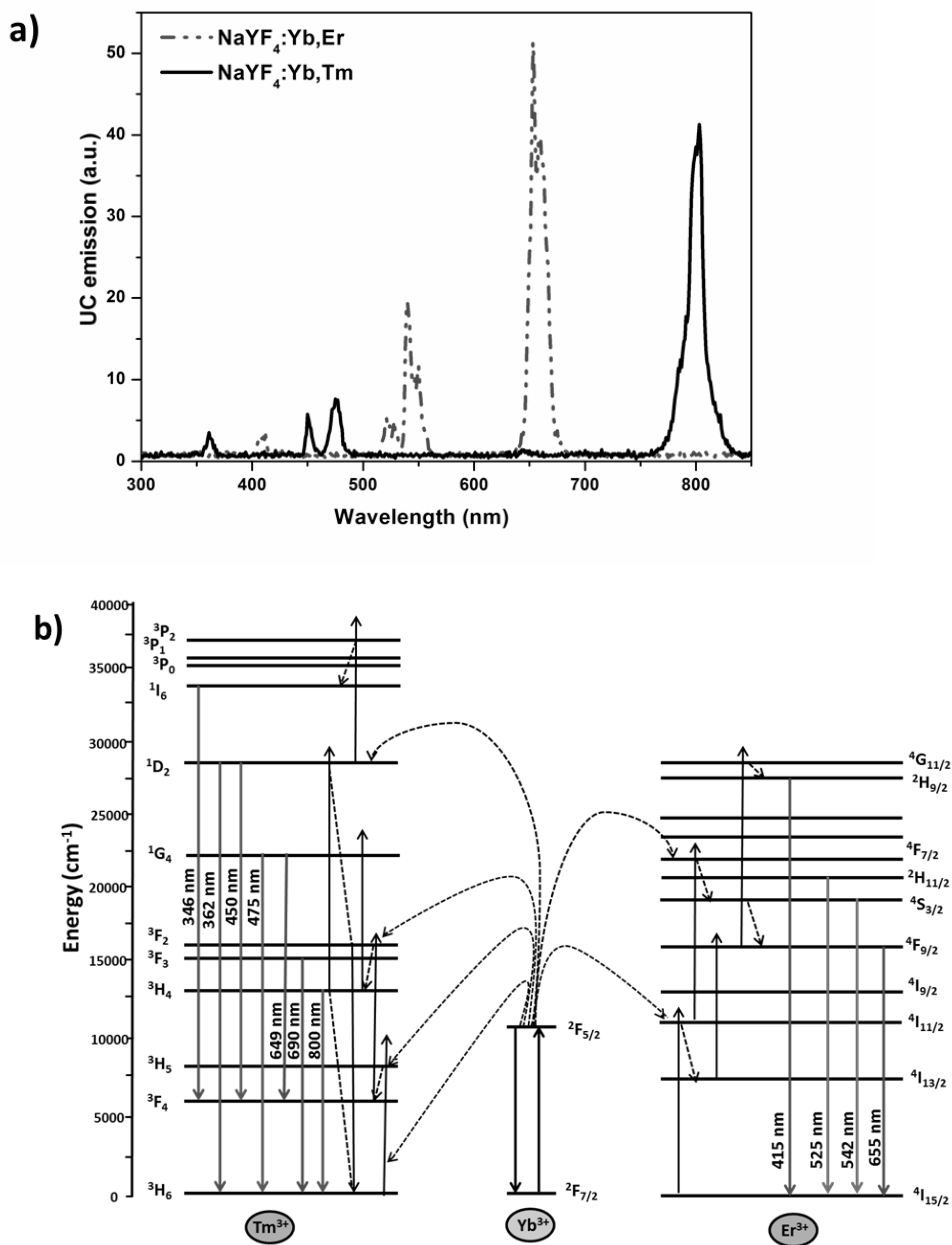 a)
NaYF₄:Yb,Er
NaYF₄:Yb,Tm
UC emission (a.u.)
50
40
30
20
10
0
300 400 500 600 700 800
Wavelength (nm)
b)
Energy (cm⁻¹)
40000
35000
30000
25000
20000
15000
10000
5000
0
³P₂
³P₁
³P₀
¹I₆
¹D₂
¹G₄
³F₂
³F₃
³H₄
³H₅
³F₄
³H₆
346 nm
362 nm
450 nm
475 nm
649 nm
690 nm
800 nm
Tm³⁺
²F₅/₂
²F₇/₂
Yb³⁺
⁴G₁₁/₂
²H₉/₂
⁴F₇/₂
²H₁₁/₂
⁴S₃/₂
⁴F₉/₂
⁴I₉/₂
⁴I₁₁/₂
⁴I₁₃/₂
⁴I₁₅/₂
415 nm
525 nm
542 nm
655 nm
Er³⁺